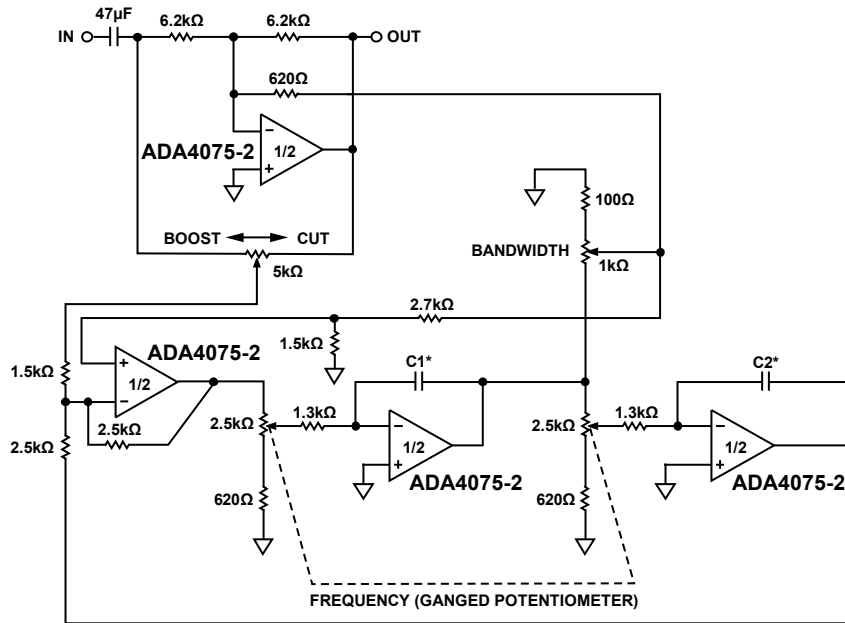 47µF
6.2kΩ
6.2kΩ
IN
OUT
620Ω
ADA4075-2
1/2
100Ω
BOOST
CUT
BANDWIDTH
1kΩ
5kΩ
2.7kΩ
1.5kΩ
ADA4075-2
1.5kΩ
1/2
C1*
C2*
2.5kΩ
2.5kΩ
2.5kΩ
1.3kΩ
1/2
2.5kΩ
1.3kΩ
1/2
ADA4075-2
ADA4075-2
620Ω
620Ω
FREQUENCY (GANGED POTENTIOMETER)